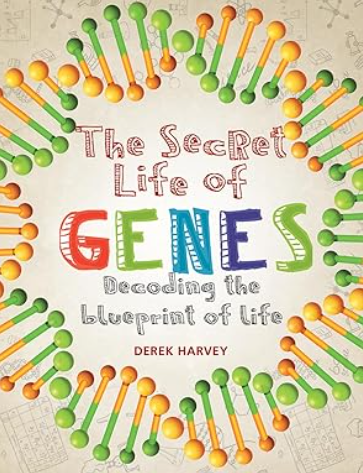 The Secret
Life of
GENES
Decoding the
blueprint of life
DEREK HARVEY